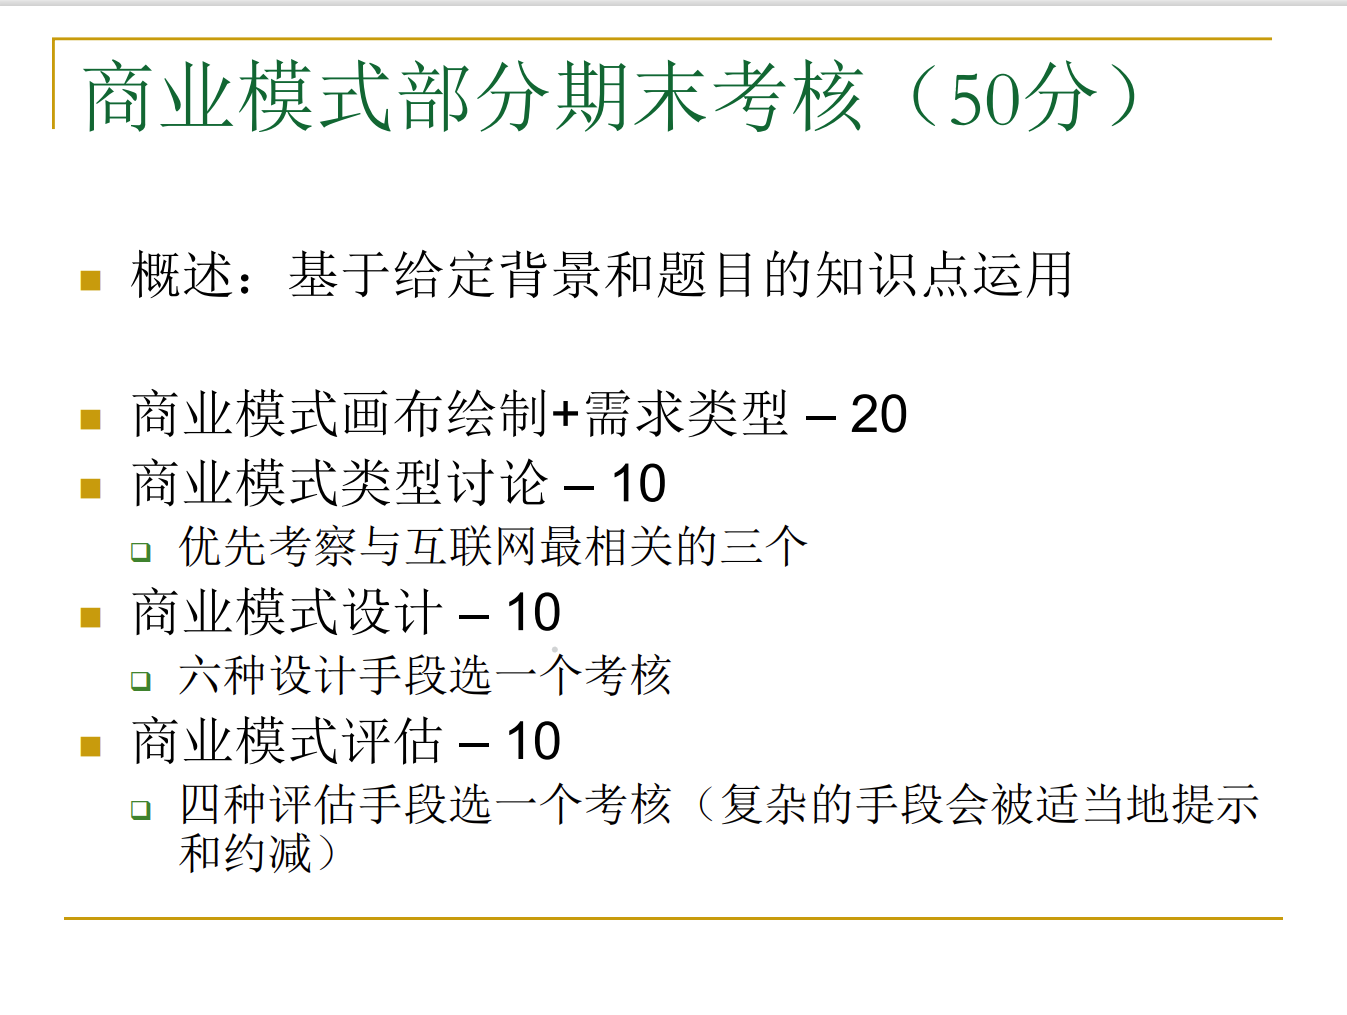 商业模式部分期末考核（50分）
概述：基于给定背景和题目的知识点运用
商业模式画布绘制+需求类型 – 20
商业模式类型讨论 – 10
优先考察与互联网最相关的三个
商业模式设计 – 10
六种设计手段选一个考核
商业模式评估 – 10
四种评估手段选一个考核（复杂的手段会被适当地提示
和约减）